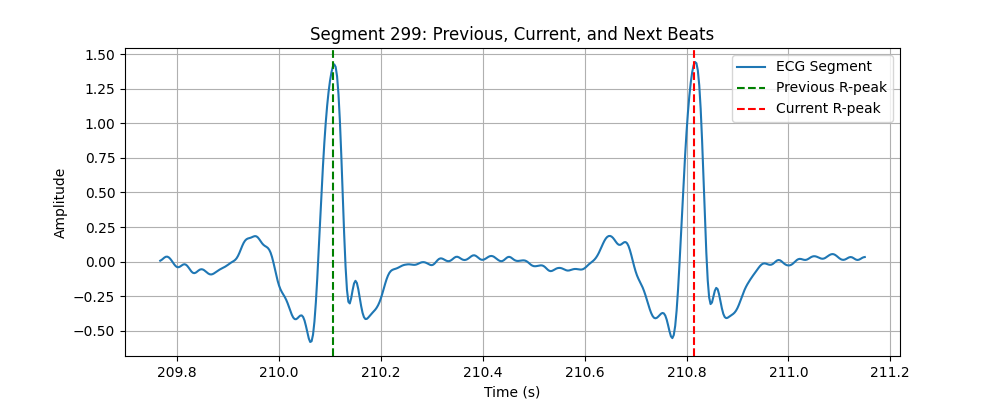 Segment 299: Previous, Current, and Next Beats
ECG Segment
Previous R-peak
Current R-peak
Amplitude
1.50
1.25
1.00
0.75
0.50
0.25
0.00
−0.25
−0.50
209.8 210.0 210.2 210.4 210.6 210.8 211.0 211.2
Time (s)